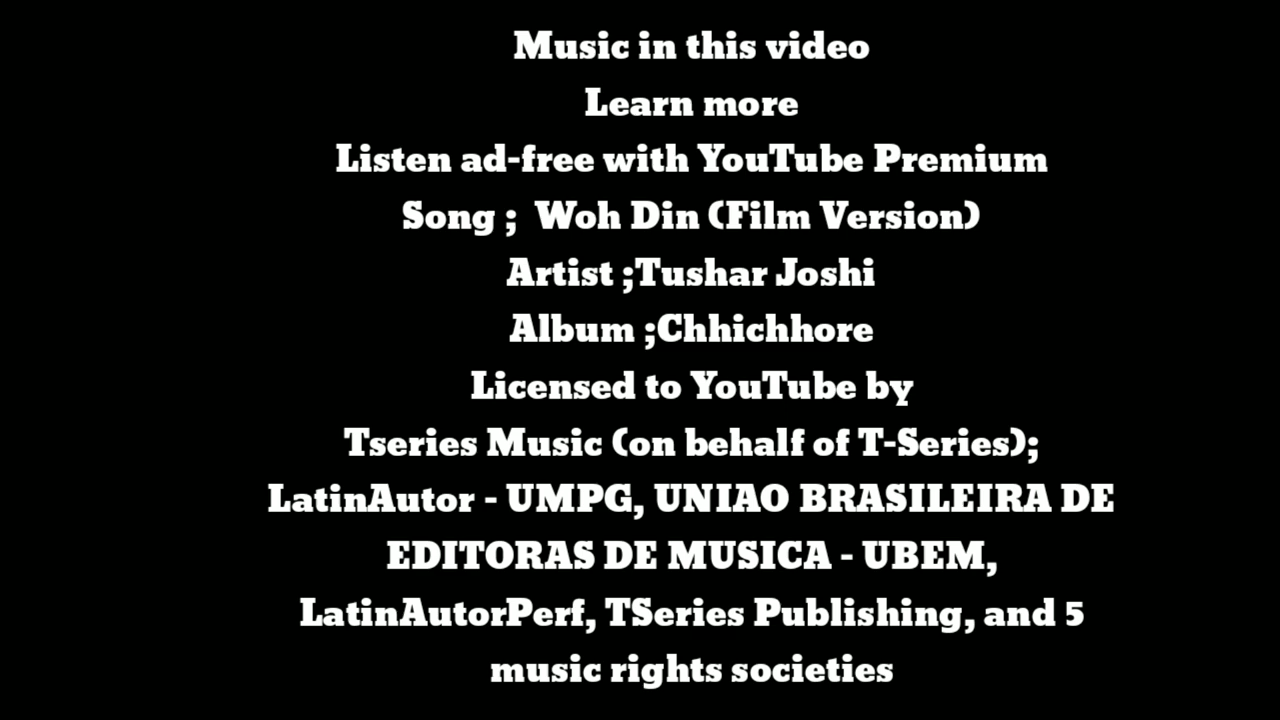 Music in this video
Learn more
Listen ad-free with YouTube Premium
Song ;  Woh Din (Film Version)
Artist ;Tushar Joshi
Album ;Chhichhore
Licensed to YouTube by
Tseries Music (on behalf of T-Series);
LatinAutor - UMPG, UNIAO BRASILEIRA DE
EDITORAS DE MUSICA - UBEM,
LatinAutorPerf, TSeries Publishing, and 5
music rights societies